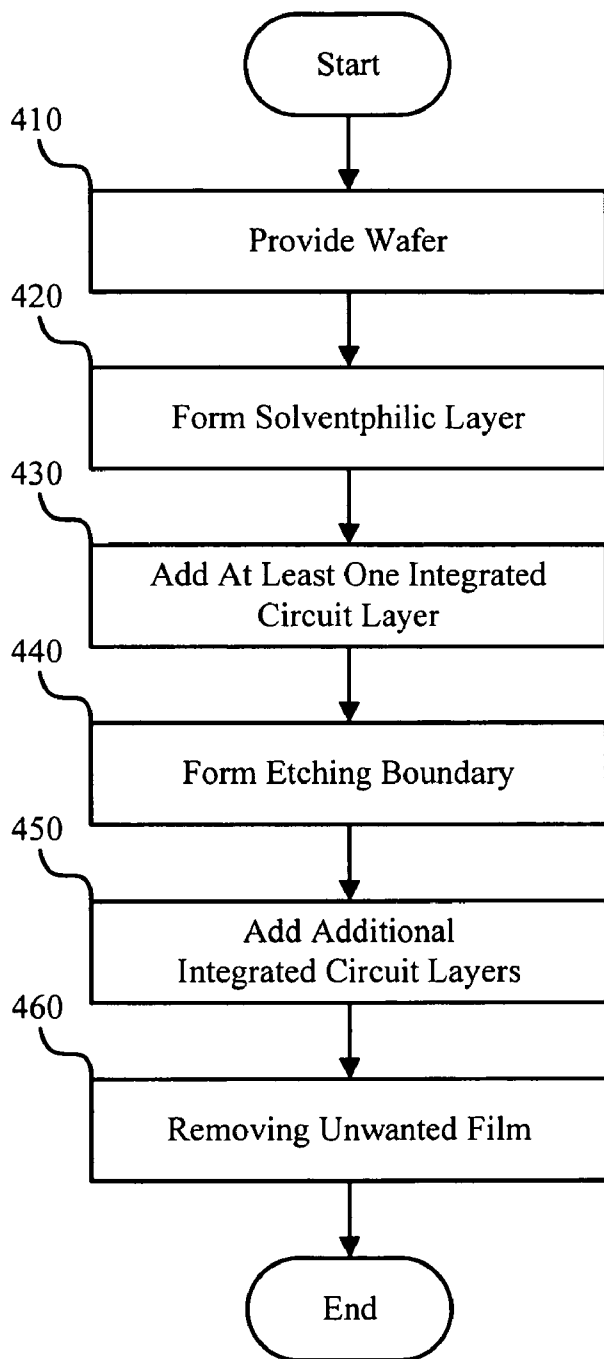 Start
410
Provide Wafer
420
Form Solventphilic Layer
430
Add At Least One Integrated
Circuit Layer
440
Form Etching Boundary
450
Add Additional
Integrated Circuit Layers
460
Removing Unwanted Film
End